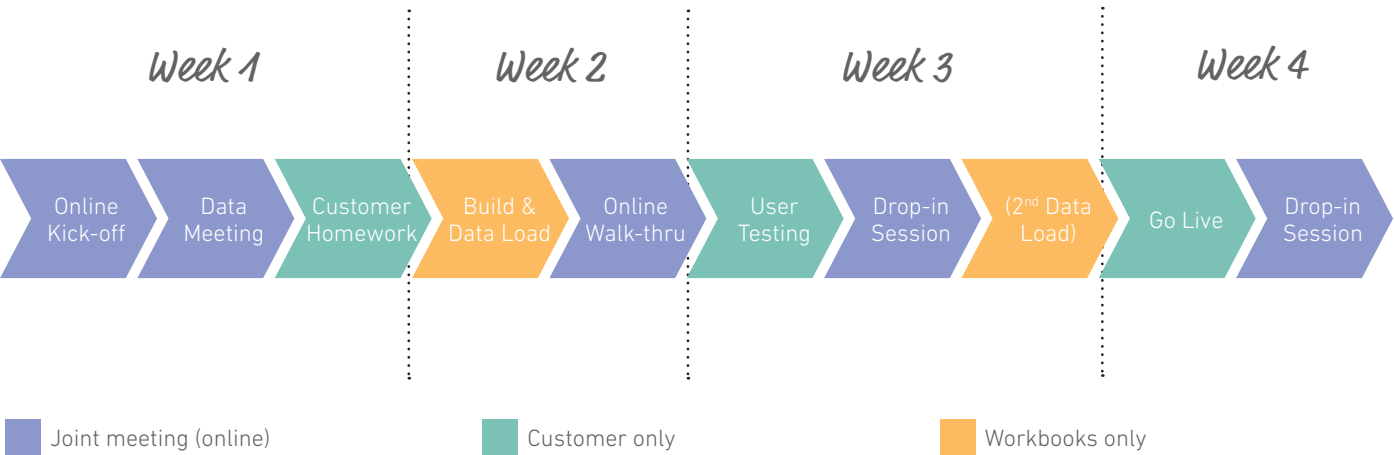 Week 1
Week 2
Week 3
Week 4
Online
Kick-off
Data
Meeting
Customer
Homework
Build &
Data Load
Online
Walk-thru
User
Testing
Drop-in
Session
(2nd Data
Load)
Go Live
Drop-in
Session
Joint meeting (online)
Customer only
Workbooks only